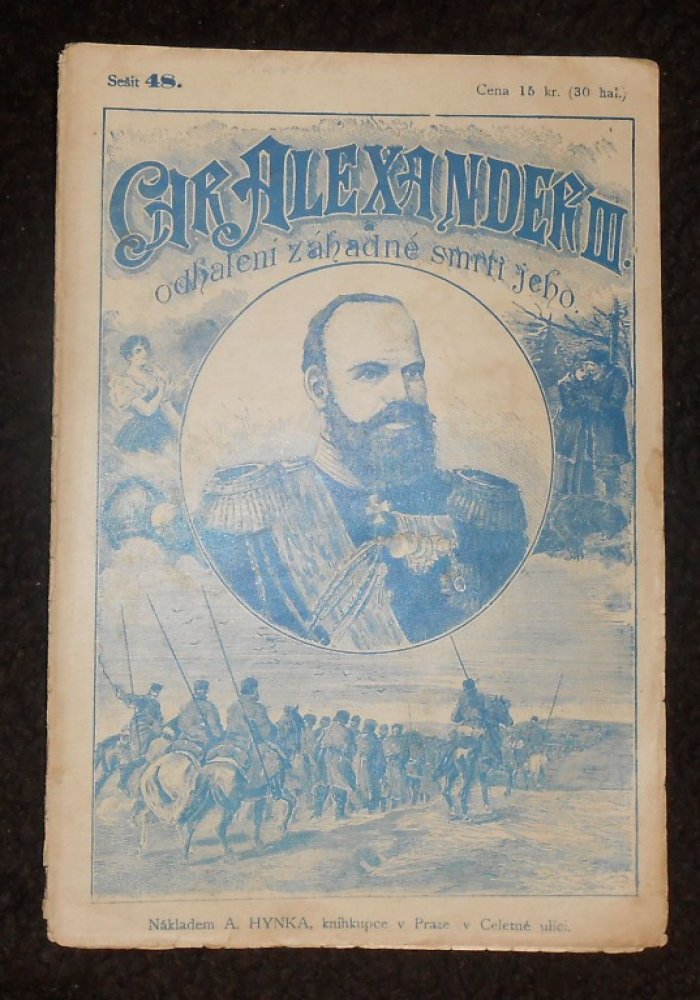 Sešit 48.
Cena 15 kr. (30 hal.)
CAR ALEXANDER III.
a
odhalení záhadné smrti jeho.
Nákladem A. HYNKA, knihkupce v Praze v Celetné ulici.